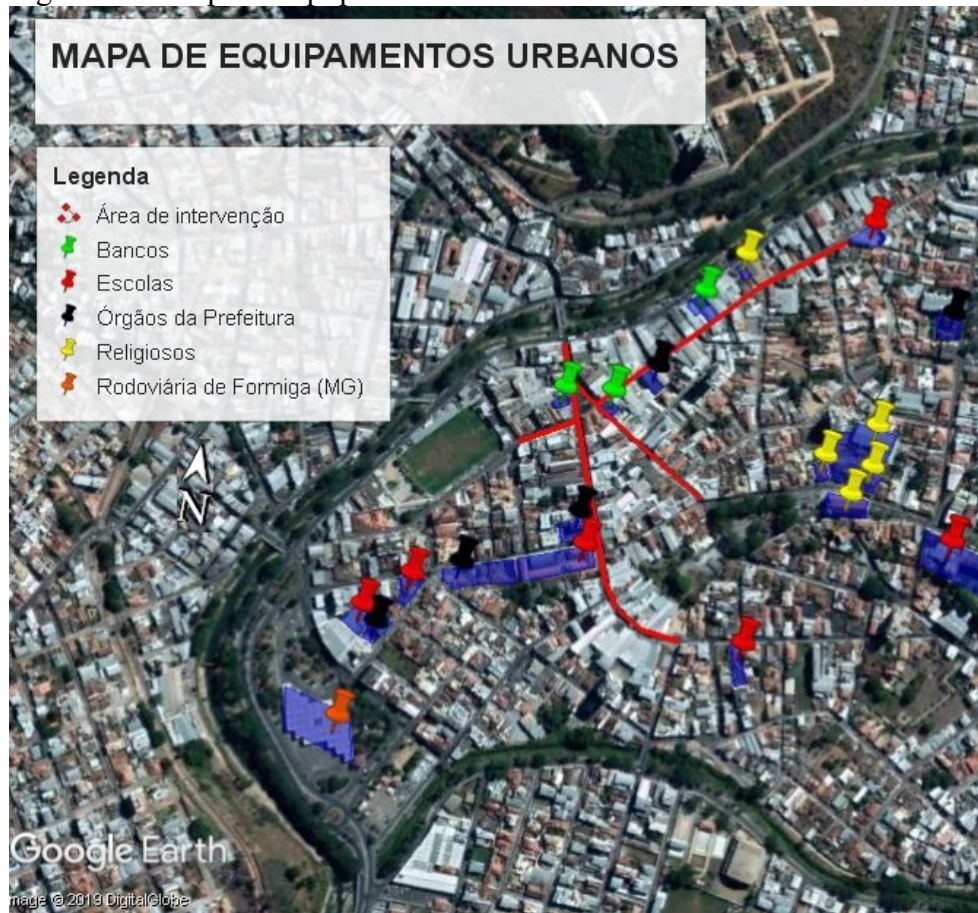 MAPA DE EQUIPAMENTOS URBANOS
Legenda
Área de intervenção
Bancos
Escolas
Órgãos da Prefeitura
Religiosos
Rodoviária de Formiga (MG)
N
Google Earth
mage © 2019 DigitalGlobe